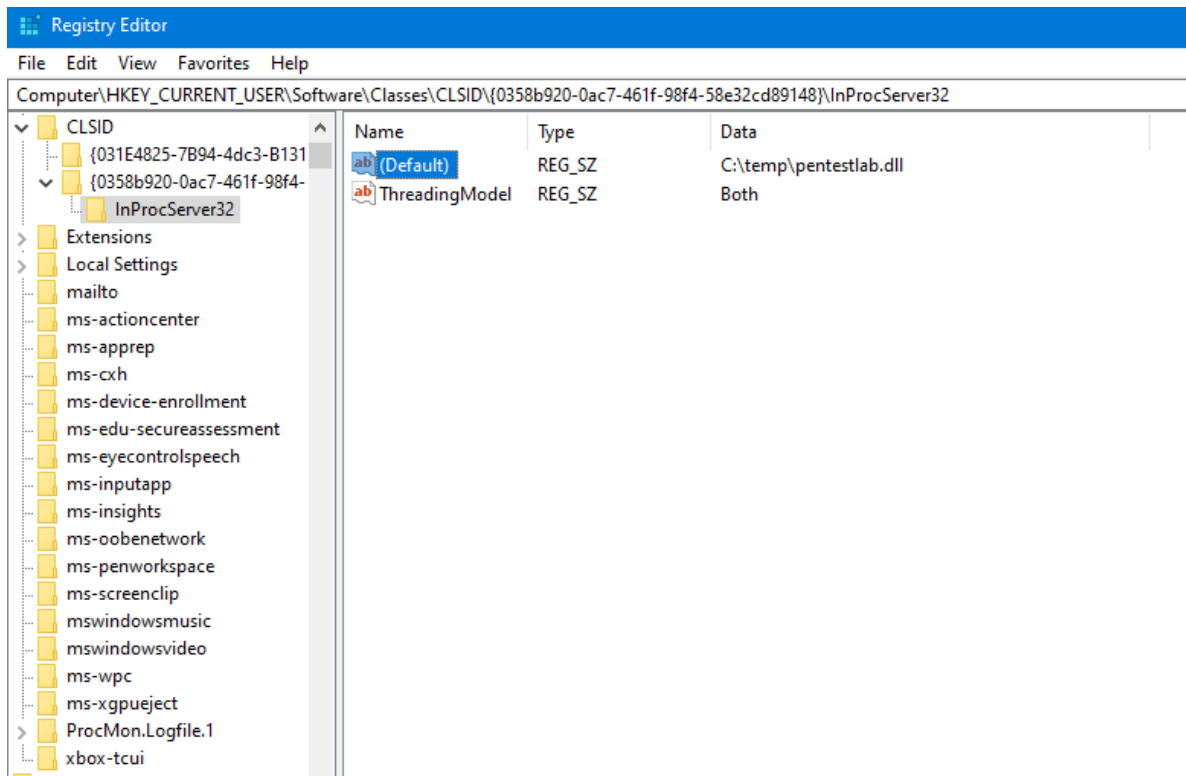 Registry Editor
File Edit View Favorites Help
Computer\HKEY_CURRENT_USER\Software\Classes\CLSID\{0358b920-0ac7-461f-98f4-58e32cd89148}\InProcServer32
CLSID
{031E4825-7B94-4dc3-B131
{0358b920-0ac7-461f-98f4-
InProcServer32
Extensions
Local Settings
mailto
ms-actioncenter
ms-apprep
ms-cxh
ms-device-enrollment
ms-edu-secureassessment
ms-eyecontrolspeech
ms-inputapp
ms-insights
ms-oobenetwork
ms-penworkspace
ms-screenclip
mswindowsmusic
mswindowsvideo
ms-wpc
ms-xgpueject
ProcMon.Logfile.1
xbox-tcui
Name Type Data
ab (Default) REG_SZ C:\temp\pentestlab.dll
ab ThreadingModel REG_SZ Both